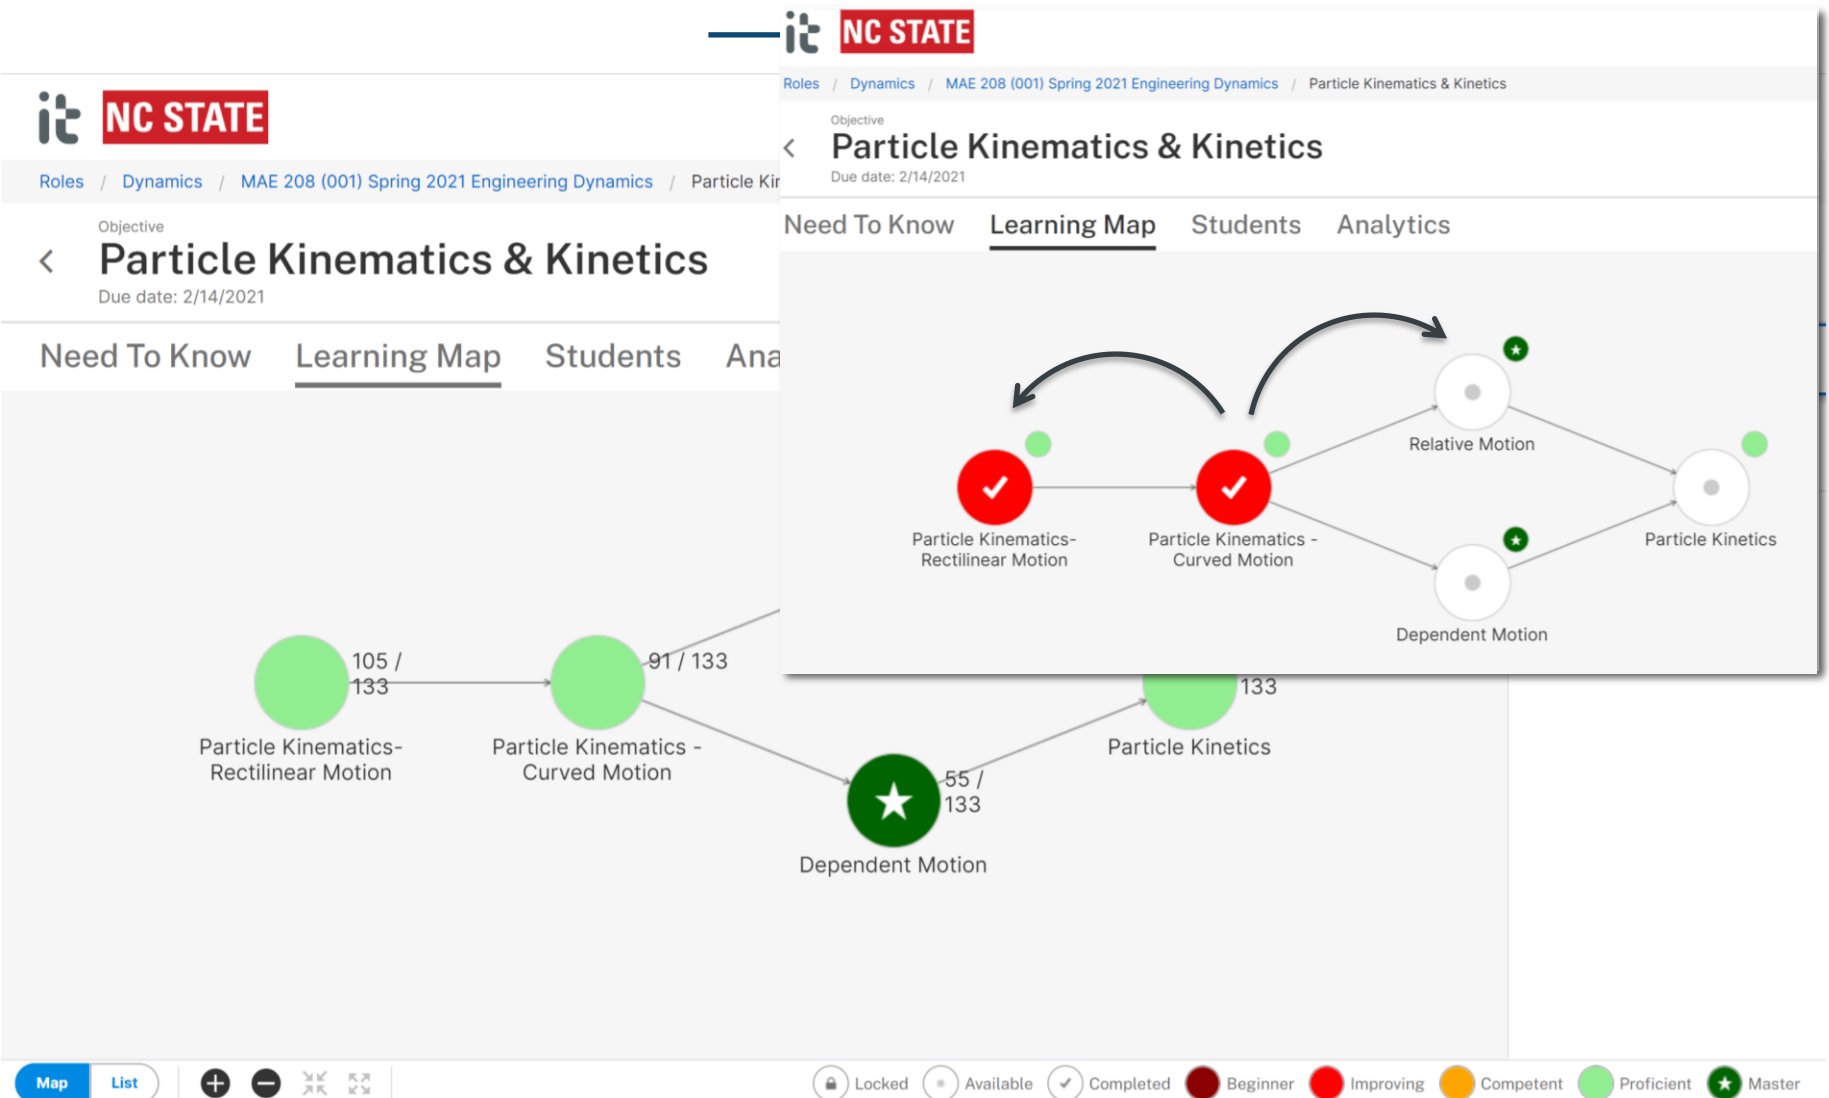 it NC STATE
Roles / Dynamics / MAE 208 (001) Spring 2021 Engineering Dynamics / Particle Kinematics & Kinetics
Objective
Particle Kinematics & Kinetics
Due date: 2/14/2021
Need To Know Learning Map Students Analytics
Relative Motion
Particle Kinematics-
Rectilinear Motion
Particle Kinematics -
Curved Motion
Particle Kinetics
Dependent Motion
it NC STATE
Roles / Dynamics / MAE 208 (001) Spring 2021 Engineering Dynamics / Particle Kin
Objective
Particle Kinematics & Kinetics
Due date: 2/14/2021
Need To Know Learning Map Students Ana
105 /
133
91 / 133
133
Particle Kinematics-
Rectilinear Motion
Particle Kinematics -
Curved Motion
Particle Kinetics
55 /
133
Dependent Motion
Map List
Locked Available Completed Beginner Improving Competent Proficient Master